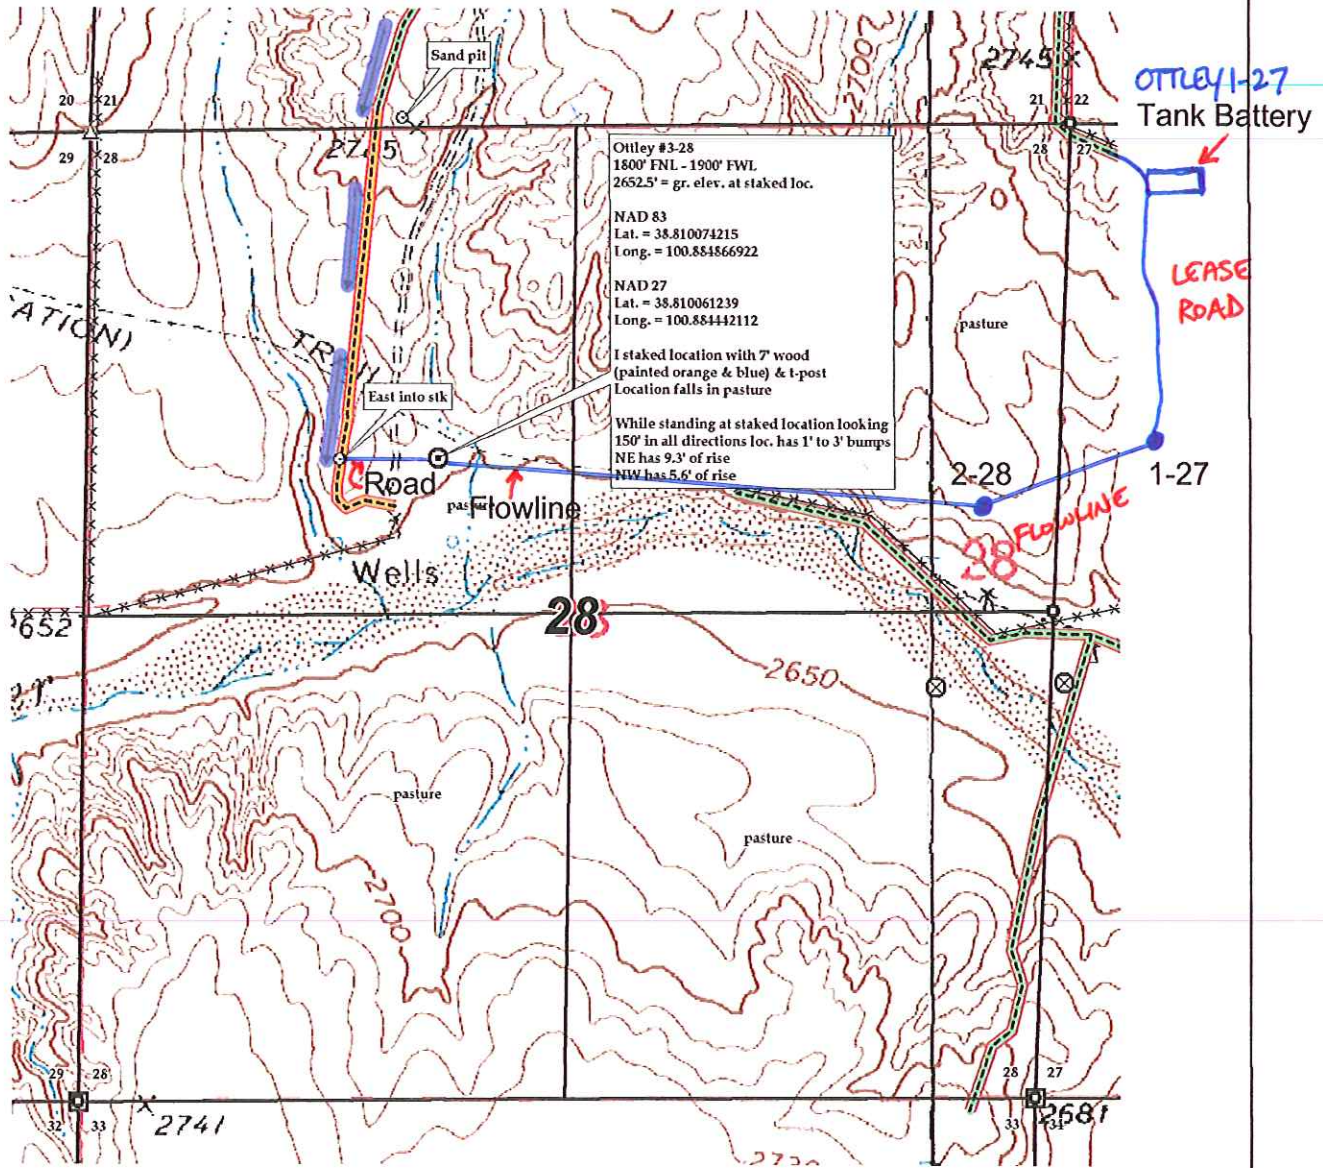 Sand pit
2745
OTTLEY 1-27
Tank Battery
2700
20 21
29 28
21 22
28 27
2745
Ottley #3-28
1800' FNL - 1900' FWL
2652.5' = gr. elev. at staked loc.
NAD 83
Lat. = 38.810074215
Long. = 100.884866922
NAD 27
Lat. = 38.810061239
Long. = 100.884442112
I staked location with 7' wood
(painted orange & blue) & t-post
Location falls in pasture
While standing at staked location looking
150' in all directions loc. has 1' to 3' bumps
NE has 9.3' of rise
NW has 5.6' of rise
LEASE
ROAD
pasture
ATION)
TRAIL
East into stk
Road
pasture
Flowline
2-28
1-27
FLOWLINE
28
Wells
28
652
2650
pasture
pasture
2700
29 28
32 33
2741
28 27
33 34
2681